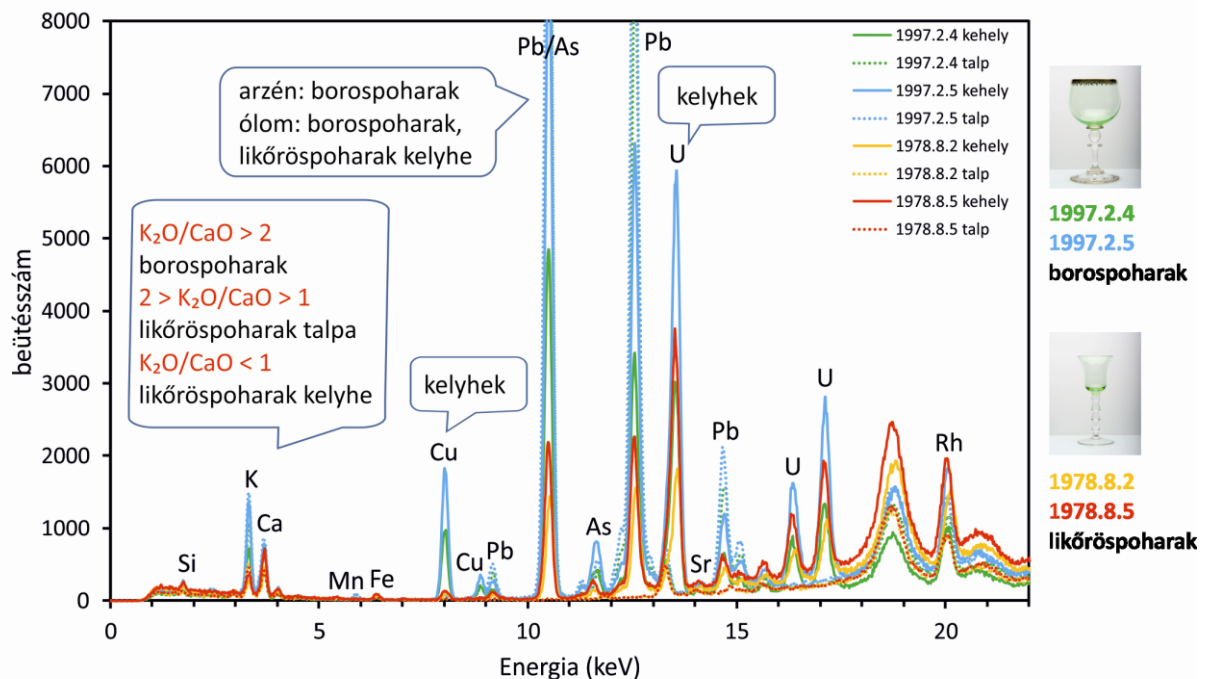 8000
7000
6000
5000
4000
3000
2000
1000
0
beütésszám
0
5
10
15
20
Energia (keV)
arzén: borospoharak
ólom: borospoharak,
likőröspoharak kelyhe
K₂O/CaO > 2
borospoharak
2 > K₂O/CaO > 1
likőröspoharak talpa
K₂O/CaO < 1
likőröspoharak kelyhe
kelyhek
kelyhek
Si
K
Ca
Mn
Fe
Cu
Cu
Pb
Pb/As
As
Pb
U
Sr
Pb
U
U
Rh
1997.2.4 kehely
1997.2.4 talp
1997.2.5 kehely
1997.2.5 talp
1978.8.2 kehely
1978.8.2 talp
1978.8.5 kehely
1978.8.5 talp
1997.2.4
1997.2.5
borospoharak
1978.8.2
1978.8.5
likőröspoharak